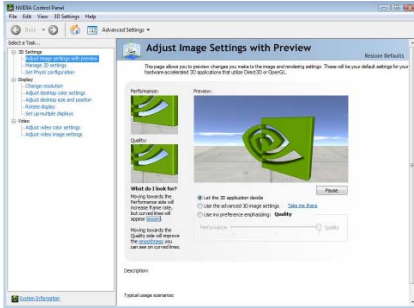 NVIDIA Control Panel
File Edit View 3D Settings Help
Back
Advanced Settings
Select a Task...
3D Settings
Adjust image settings with preview
Manage 3D settings
Set PhysX configuration
Display
Change resolution
Adjust desktop color settings
Adjust desktop size and position
Rotate display
Set up multiple displays
Video
Adjust video color settings
Adjust video image settings
System Information
Adjust Image Settings with Preview
Restore Defaults
This page allows you to preview changes you make to the image and rendering settings. These will be your default settings for your
hardware-accelerated 3D applications that utilize Direct3D or OpenGL.
Performance:
Quality:
What do I look for?
Moving towards the
Performance side will
increase frame rate,
but curved lines will
appear jagged.
Moving towards the
Quality side will improve
the smoothness you
can see on curved lines.
Preview:
Pause
Let the 3D application decide
Use the advanced 3D image settings Take me there
Use my preference emphasizing: Quality
Performance Quality
Description:
Typical usage scenarios: